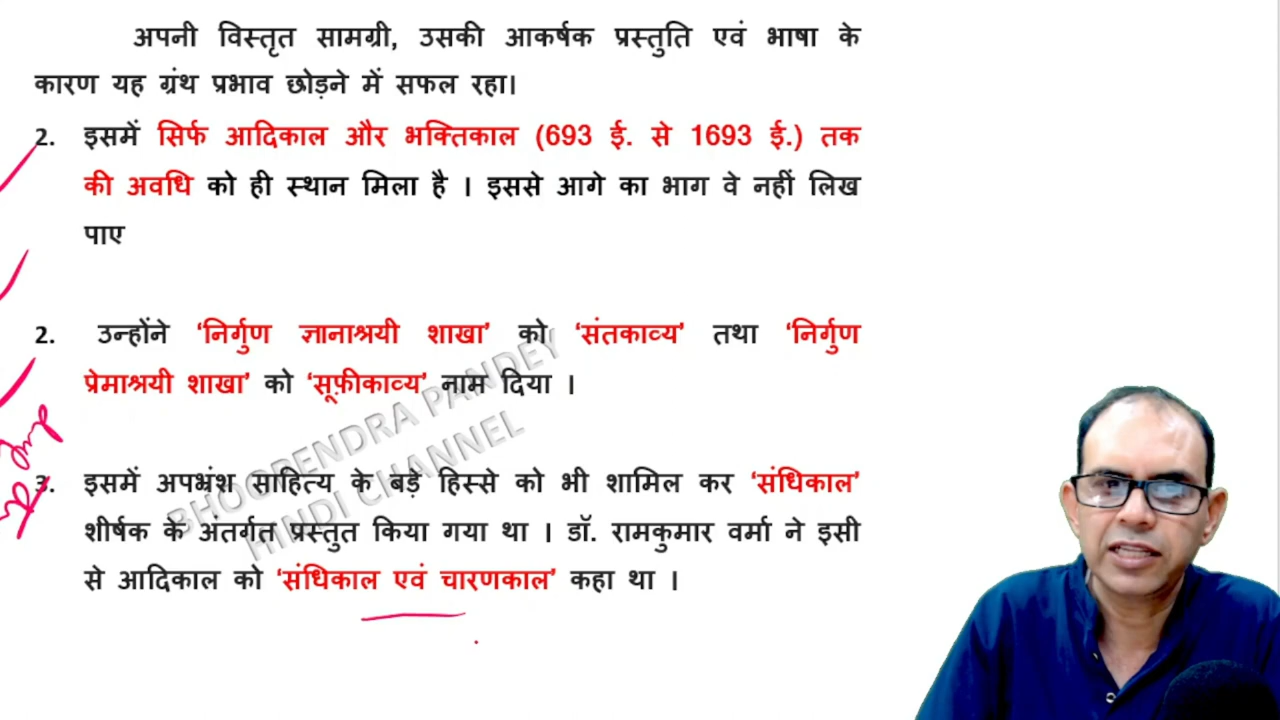 अपनी विस्तृत सामग्री, उसकी आकर्षक प्रस्तुति एवं भाषा के
कारण यह ग्रंथ प्रभाव छोड़ने में सफल रहा।
2. इसमें सिर्फ आदिकाल और भक्तिकाल (693 ई. से 1693 ई.) तक
की अवधि को ही स्थान मिला है । इससे आगे का भाग वे नहीं लिख
पाए
2. उन्होंने ‘निर्गुण ज्ञानाश्रयी शाखा’ को ‘संतकाव्य’ तथा ‘निर्गुण
प्रेमाश्रयी शाखा’ को ‘सूफ़ीकाव्य’ नाम दिया ।
3. इसमें अपभ्रंश साहित्य के बड़े हिस्से को भी शामिल कर ‘संधिकाल’
शीर्षक के अंतर्गत प्रस्तुत किया गया था । डॉ. रामकुमार वर्मा ने इसी
से आदिकाल को ‘संधिकाल एवं चारणकाल’ कहा था ।
BHOOPENDRA PANDEY
HINDI CHANNEL